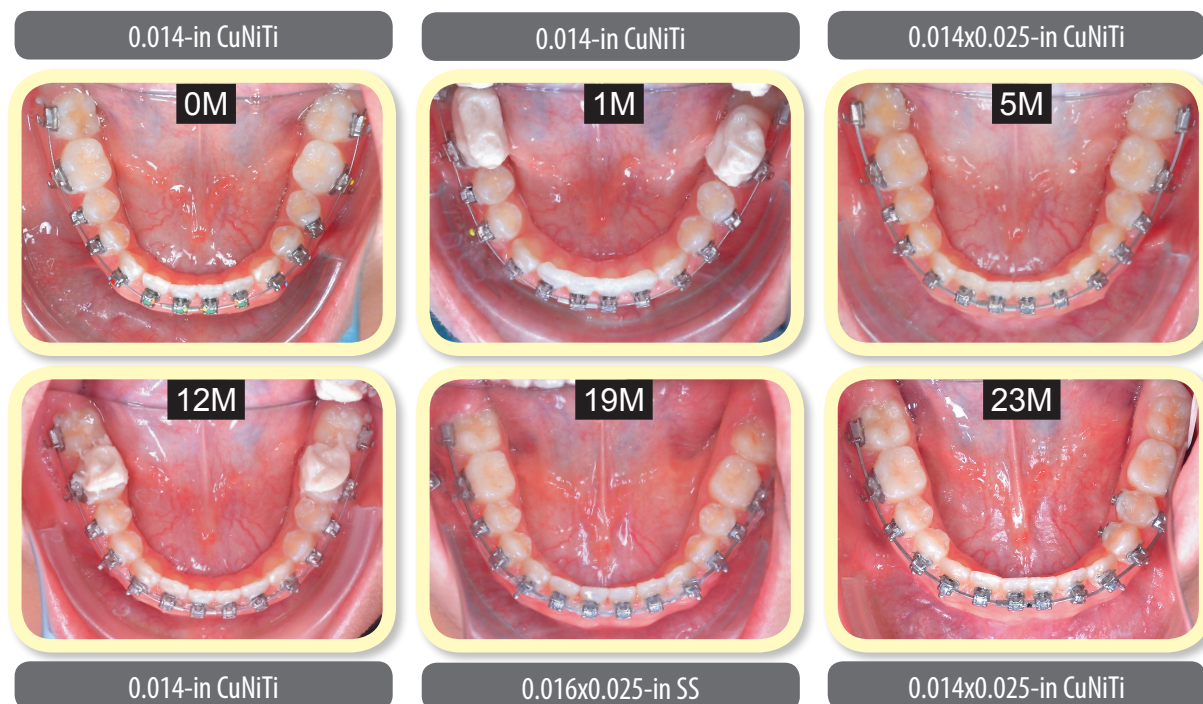 0.014-in CuNiTi
0.014-in CuNiTi
0.014x0.025-in CuNiTi
0M
1M
5M
12M
19M
23M
0.014-in CuNiTi
0.016x0.025-in SS
0.014x0.025-in CuNiTi